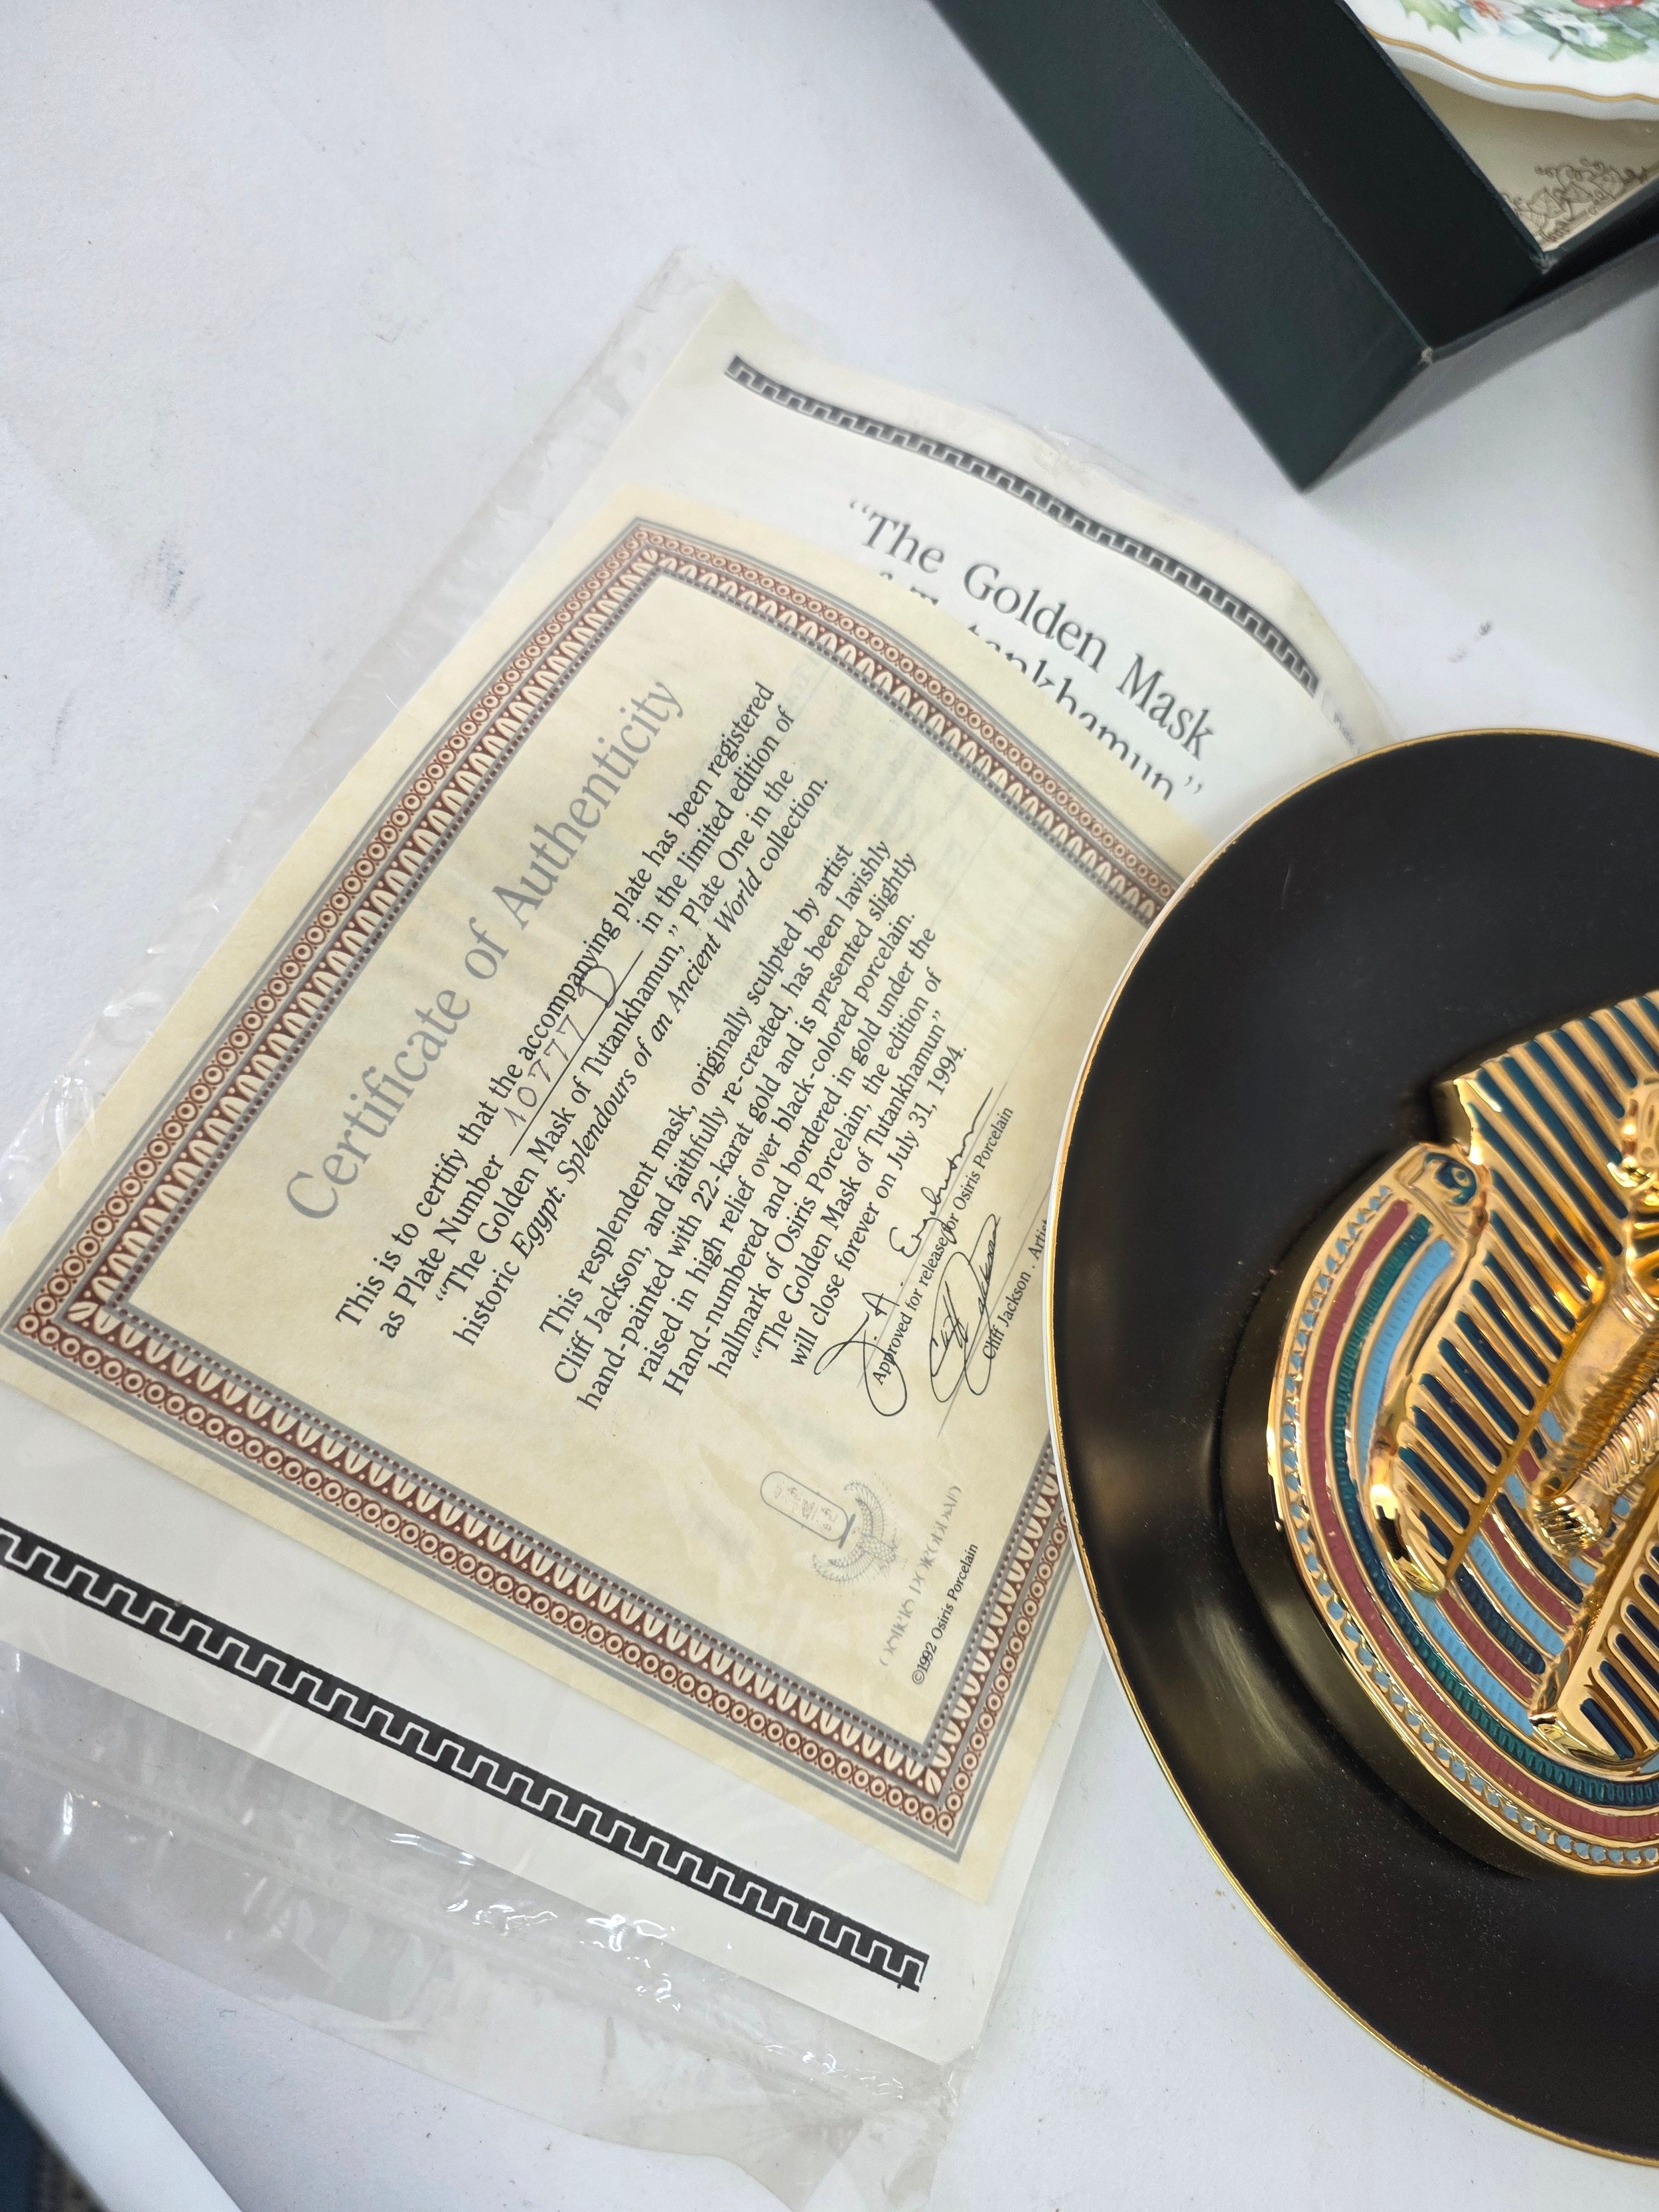 “The Golden Mask
Tutankhamun”
Certificate of Authenticity
This is to certify that the accompanying plate has been registered
as Plate Number 10777 D in the limited edition of
“The Golden Mask of Tutankhamun,” Plate One in the
historic Egypt: Splendours of an Ancient World collection.
This resplendent mask, originally sculpted by artist
Cliff Jackson, and faithfully re-created, has been lavishly
hand-painted with 22-karat gold and is presented slightly
raised in high relief over black-colored porcelain.
Hand-numbered and bordered in gold under the
hallmark of Osiris Porcelain, the edition of
“The Golden Mask of Tutankhamun”
will close forever on July 31, 1994.
Approved for release for Osiris Porcelain
Cliff Jackson
Cliff Jackson . Artist
OSIRIS PORCELAIN
©1992 Osiris Porcelain